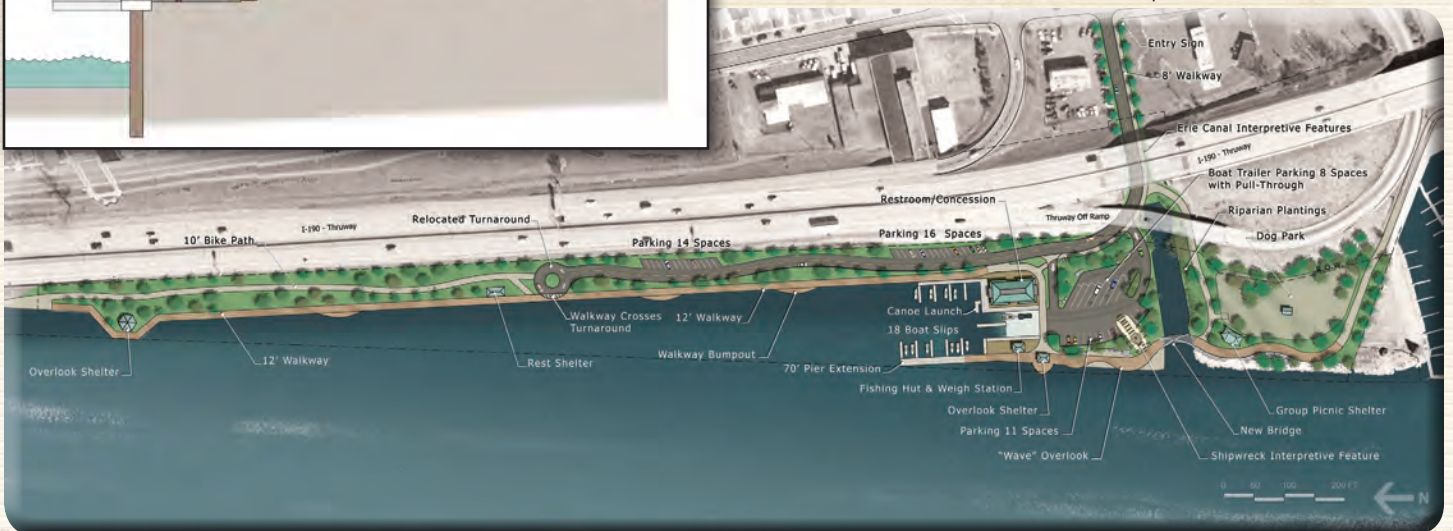 Entry Sign
8' Walkway
Erie Canal Interpretive Features
I-190 - Thruway
Boat Trailer Parking 8 Spaces
with Pull-Through
Restroom/Concession
Riparian Plantings
Relocated Turnaround
Thruway Off Ramp
I-190 - Thruway
Parking 16 Spaces
Dog Park
10' Bike Path
Parking 14 Spaces
Canoe Launch
Walkway Crosses
Turnaround
12' Walkway
18 Boat Slips
Walkway Bumpout
12' Walkway
Rest Shelter
Overlook Shelter
70' Pier Extension
Fishing Hut & Weigh Station
Overlook Shelter
Group Picnic Shelter
Parking 11 Spaces
New Bridge
"Wave" Overlook
Shipwreck Interpretive Feature
0 50 100 200 FT
N